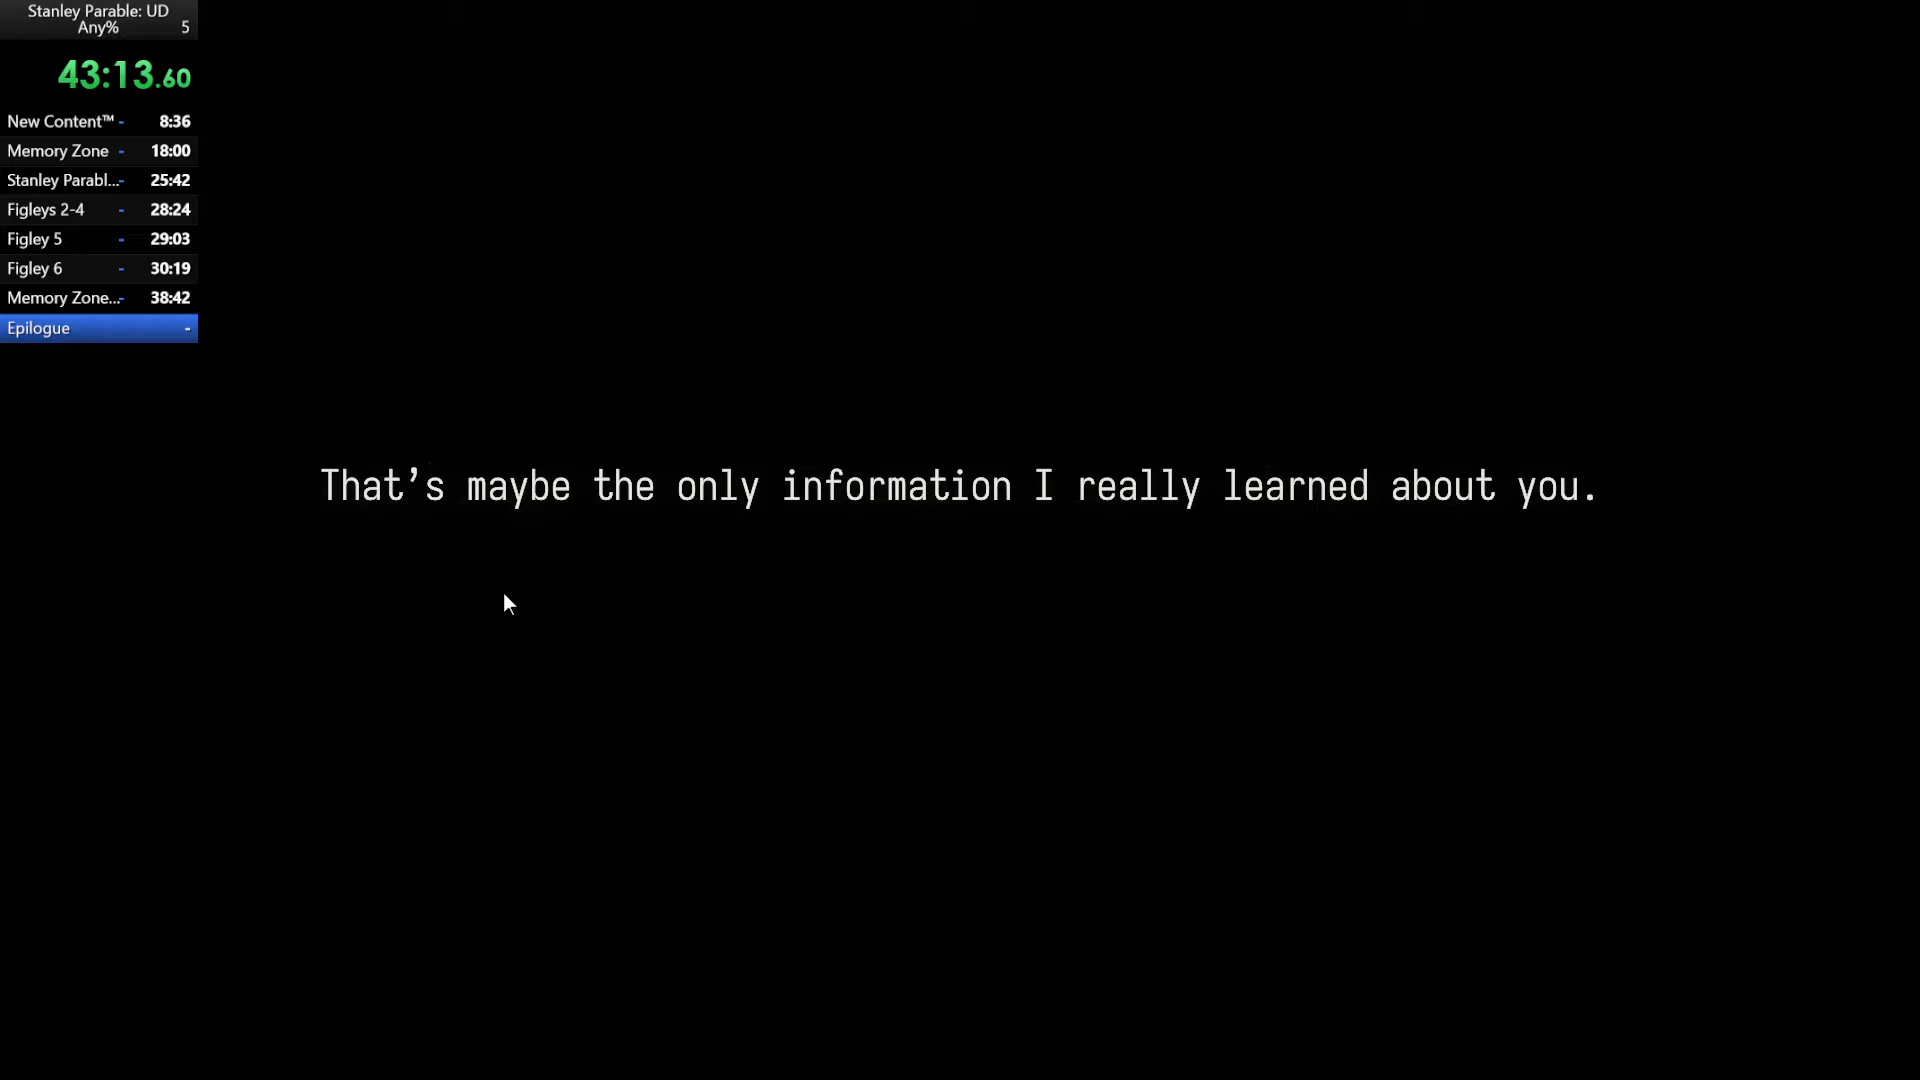 Stanley Parable: UD
Any% 5
43:13.60
New Content™ - 8:36
Memory Zone - 18:00
Stanley Parabl...- 25:42
Figleys 2-4 - 28:24
Figley 5 - 29:03
Figley 6 - 30:19
Memory Zone...- 38:42
Epilogue -
That’s maybe the only information I really learned about you.